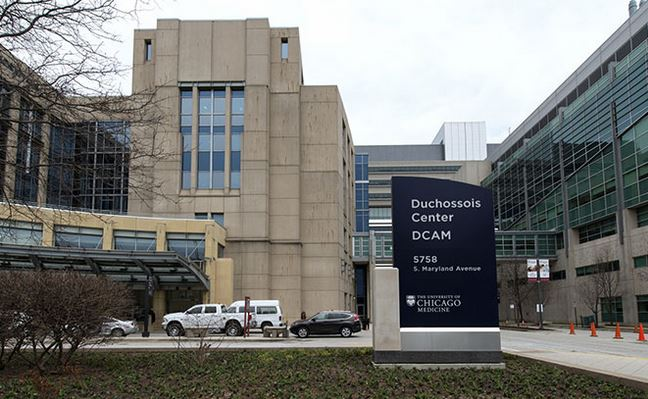 Duchossois
Center
DCAM
5758
S. Maryland Avenue
THE UNIVERSITY OF
CHICAGO
MEDICINE